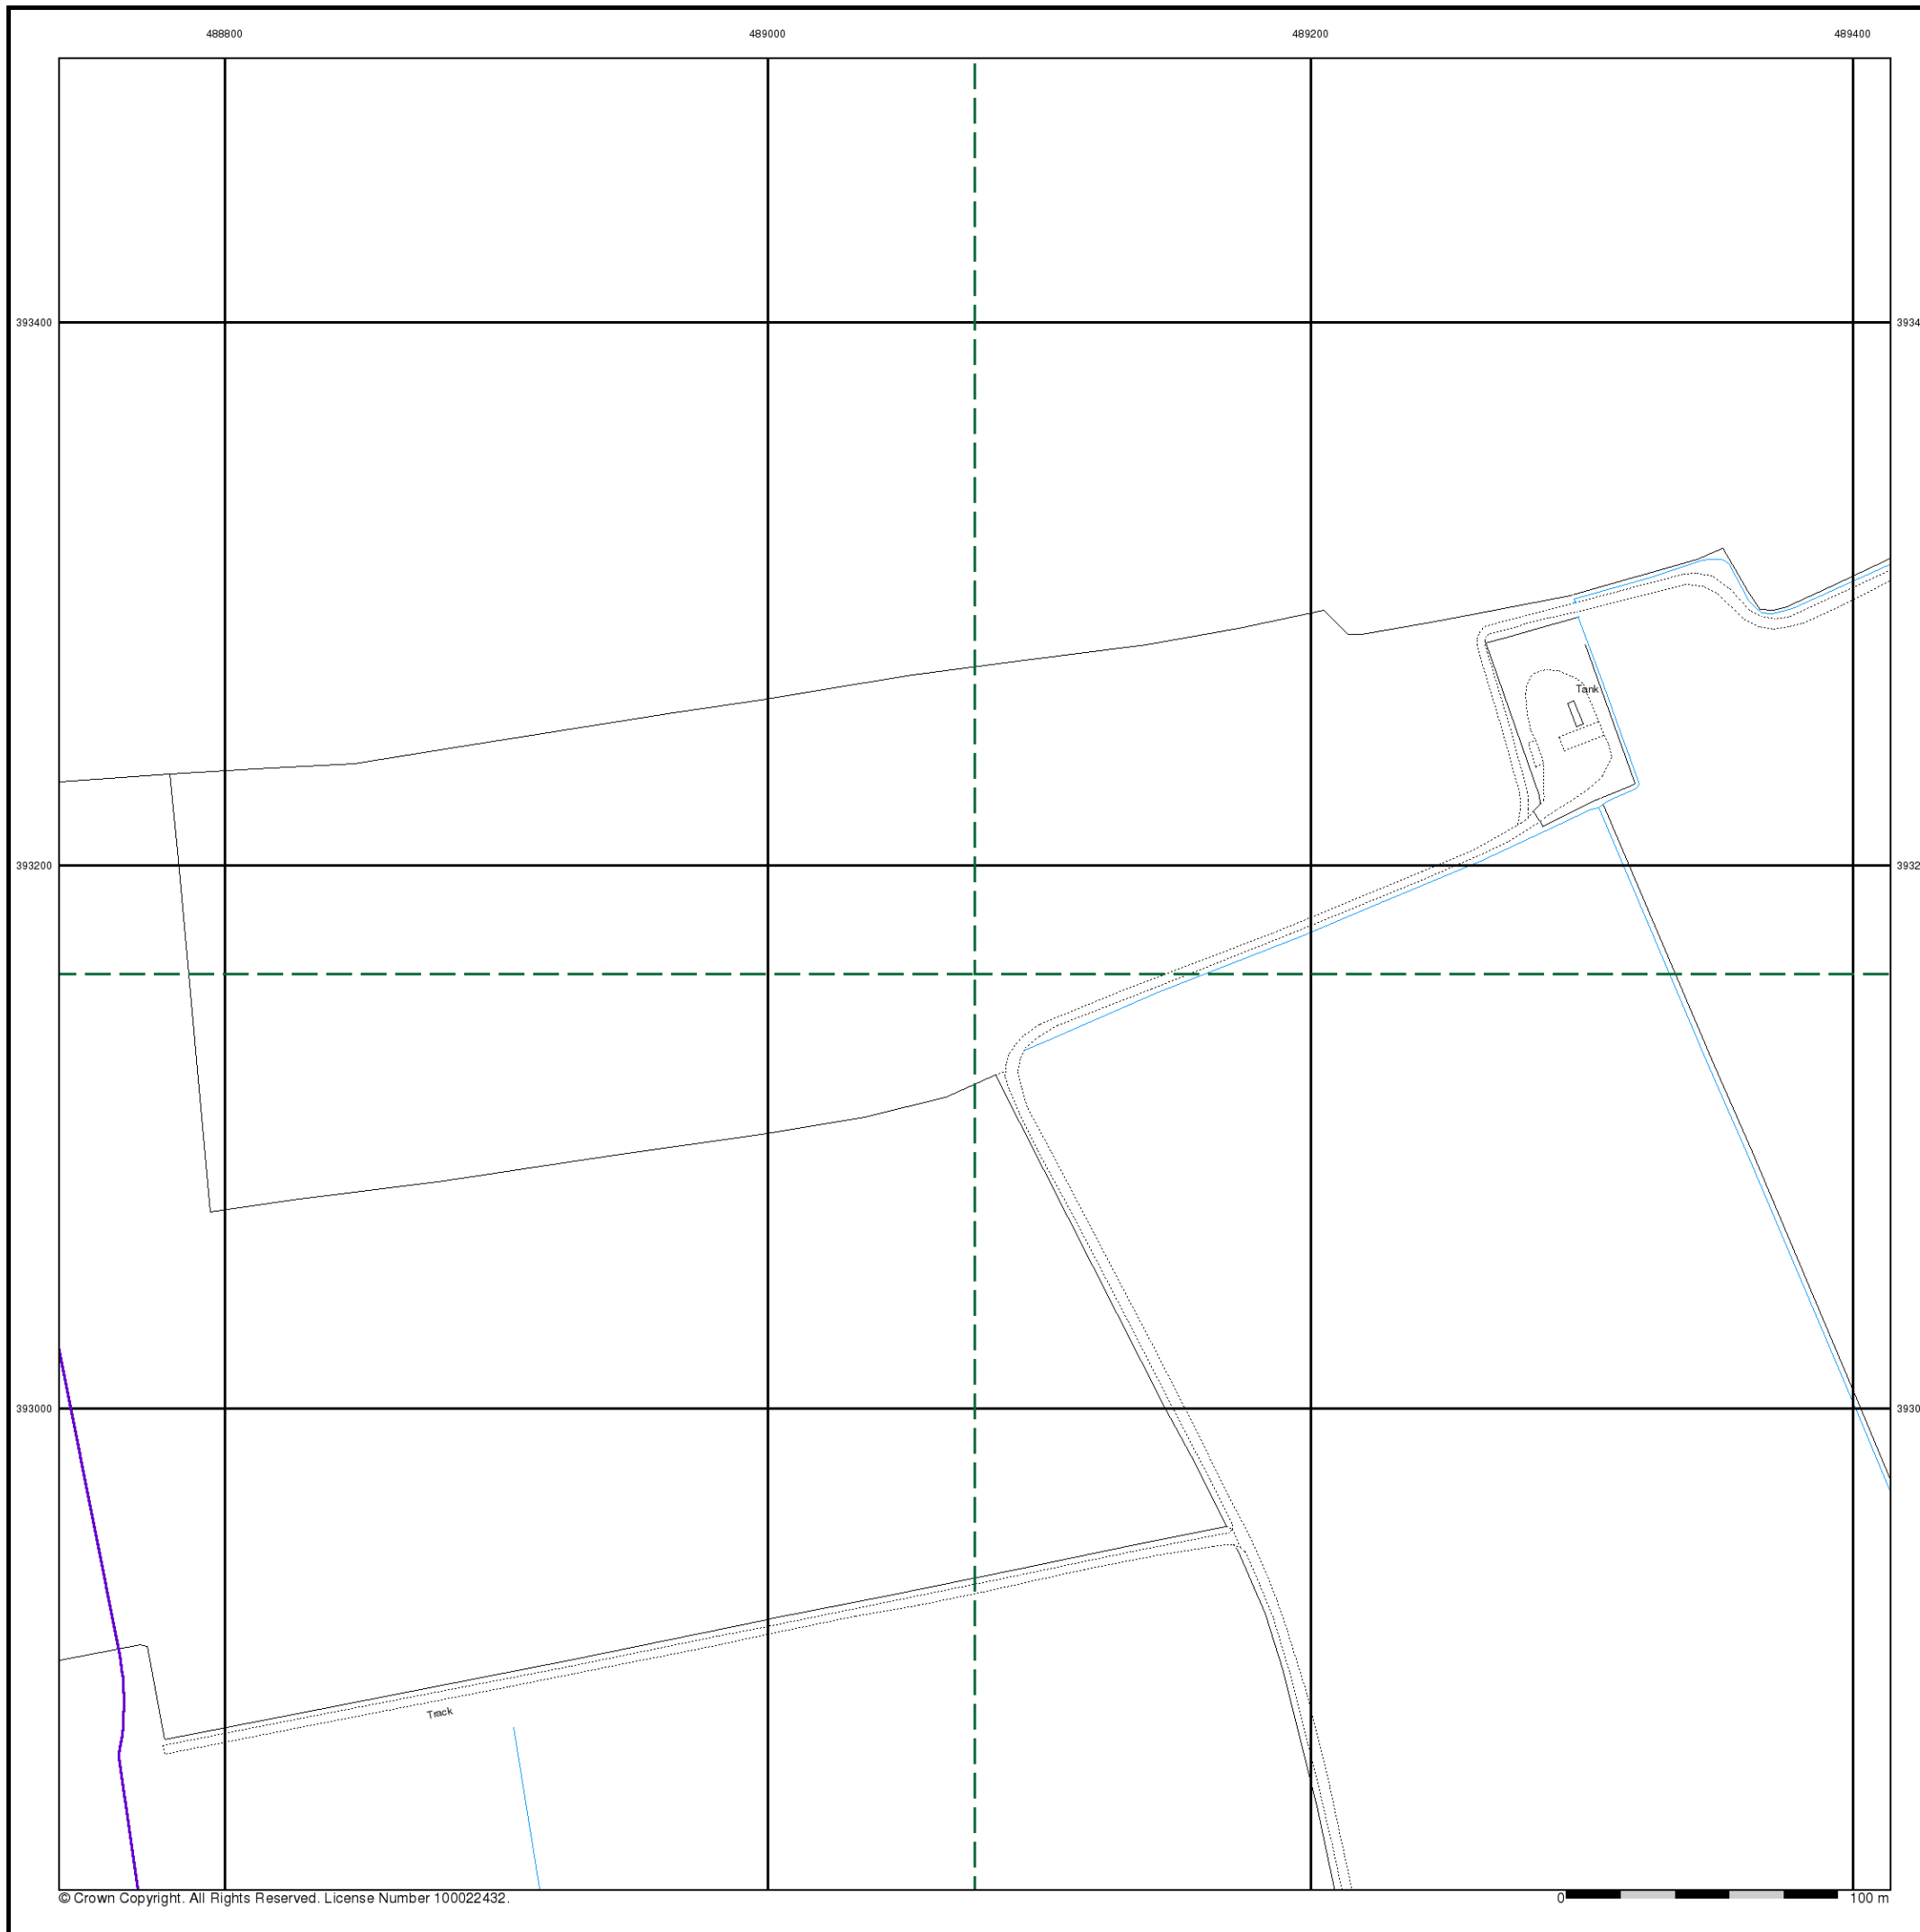 488800 489000 489200 489400
393400 3934
Tank
393200 3932
393000 3930
Track
© Crown Copyright. All Rights Reserved. License Number 100022432. 0 100 m